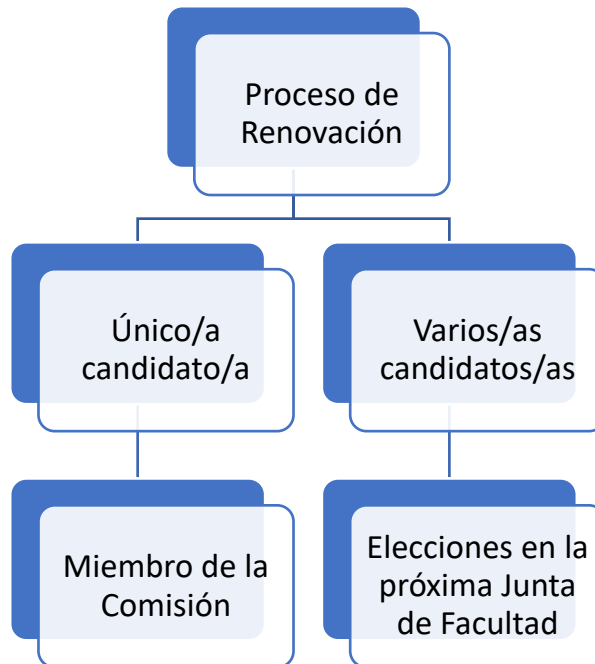 Proceso de
Renovación
Único/a
candidato/a
Varios/as
candidatos/as
Miembro de la
Comisión
Elecciones en la
próxima Junta
de Facultad